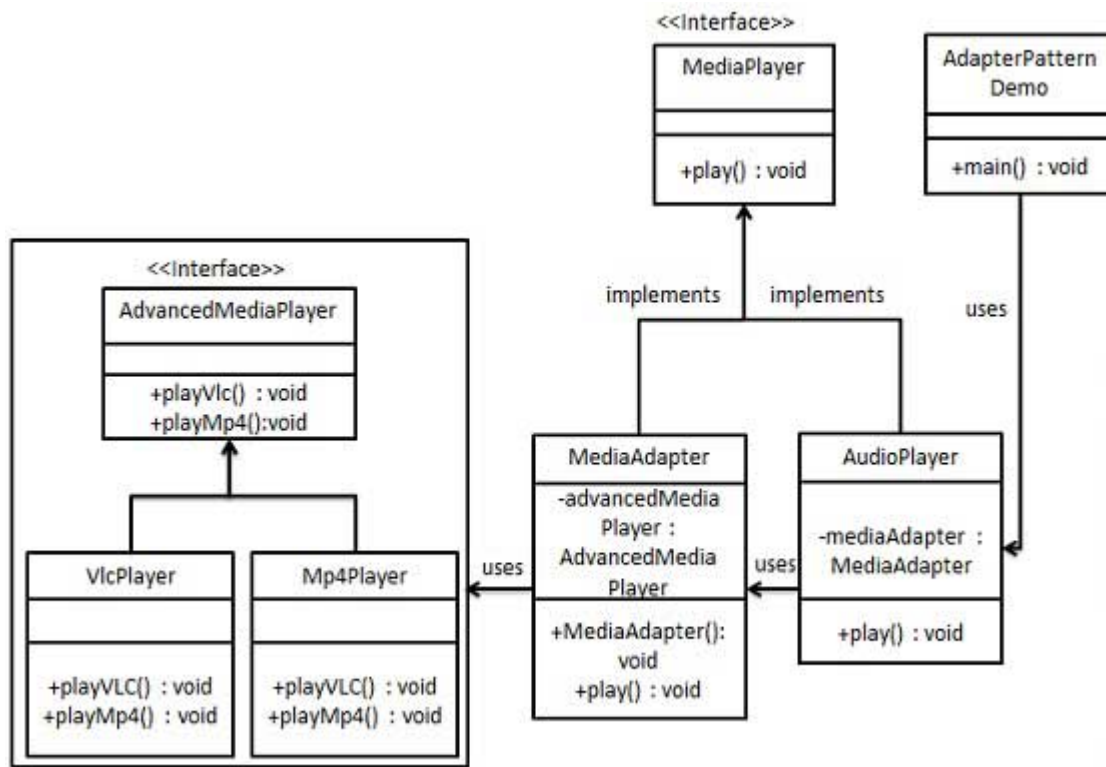 <<Interface>>
MediaPlayer
+play() : void
AdapterPattern
Demo
+main() : void
implements
implements
uses
<<Interface>>
AdvancedMediaPlayer
+playVlc() : void
+playMp4():void
VlcPlayer
+playVLC() : void
+playMp4() : void
Mp4Player
+playVLC() : void
+playMp4() : void
uses
MediaAdapter
-advancedMedia
Player :
AdvancedMedia
Player
+MediaAdapter():
void
+play() : void
uses
AudioPlayer
-mediaAdapter :
MediaAdapter
+play() : void